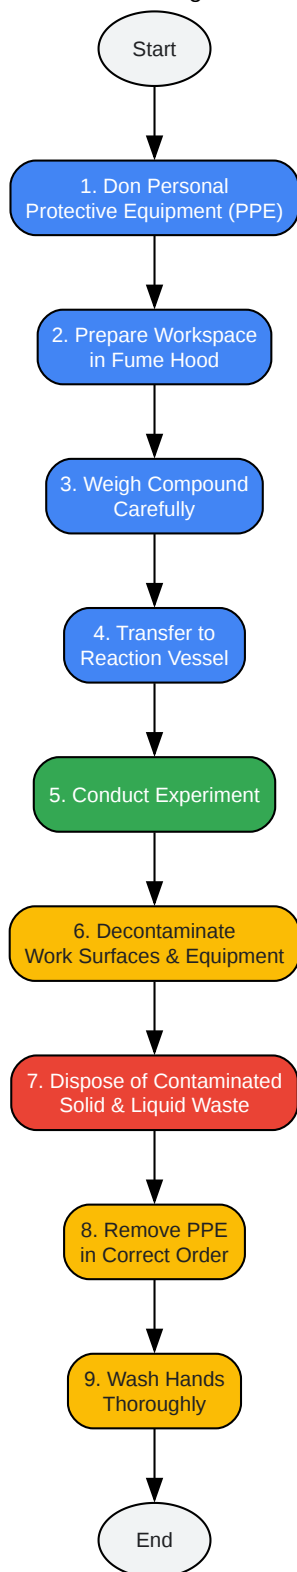 Start
1. Don Personal
Protective Equipment (PPE)
2. Prepare Workspace
in Fume Hood
3. Weigh Compound
Carefully
4. Transfer to
Reaction Vessel
5. Conduct Experiment
6. Decontaminate
Work Surfaces & Equipment
7. Dispose of Contaminated
Solid & Liquid Waste
8. Remove PPE
in Correct Order
9. Wash Hands
Thoroughly
End